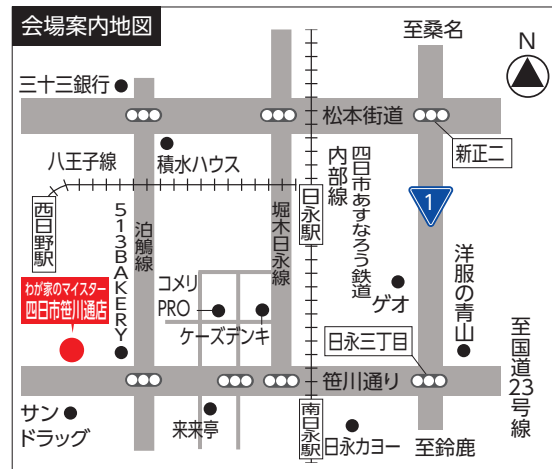 会場案内地図
至桑名
N
三十三銀行
松本街道
新正二
八王子線
積水ハウス
西日野駅
513BAKERY
泊鵤線
堀木日永線
日永駅
内部線
四日市あすなろう鉄道
1
わが家のマイスター
四日市笹川通店
コメリ
PRO
ケーズデンキ
ゲオ
洋服の青山
日永三丁目
至国道23号線
笹川通り
サン
ドラッグ
来来亭
南日永駅
日永カヨー
至鈴鹿